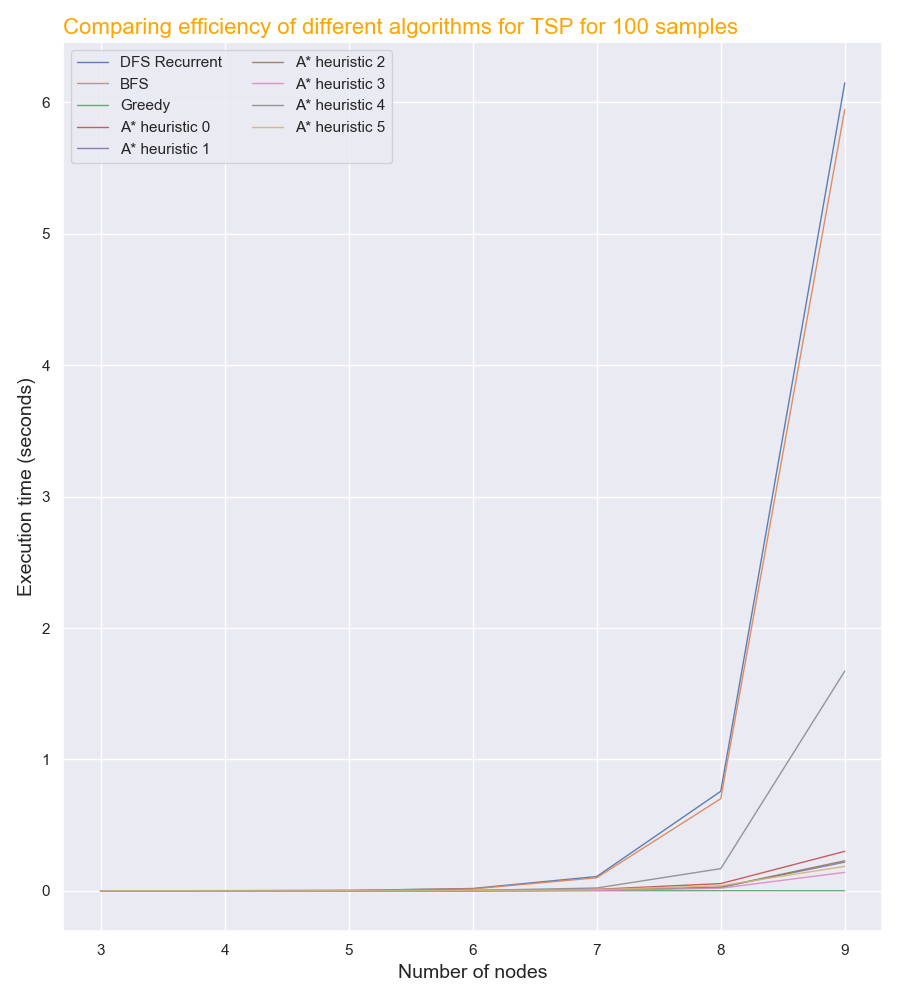 Comparing efficiency of different algorithms for TSP for 100 samples
DFS Recurrent
BFS
Greedy
A* heuristic 0
A* heuristic 1
A* heuristic 2
A* heuristic 3
A* heuristic 4
A* heuristic 5
Execution time (seconds)
6
5
4
3
2
1
0
3 4 5 6 7 8 9
Number of nodes